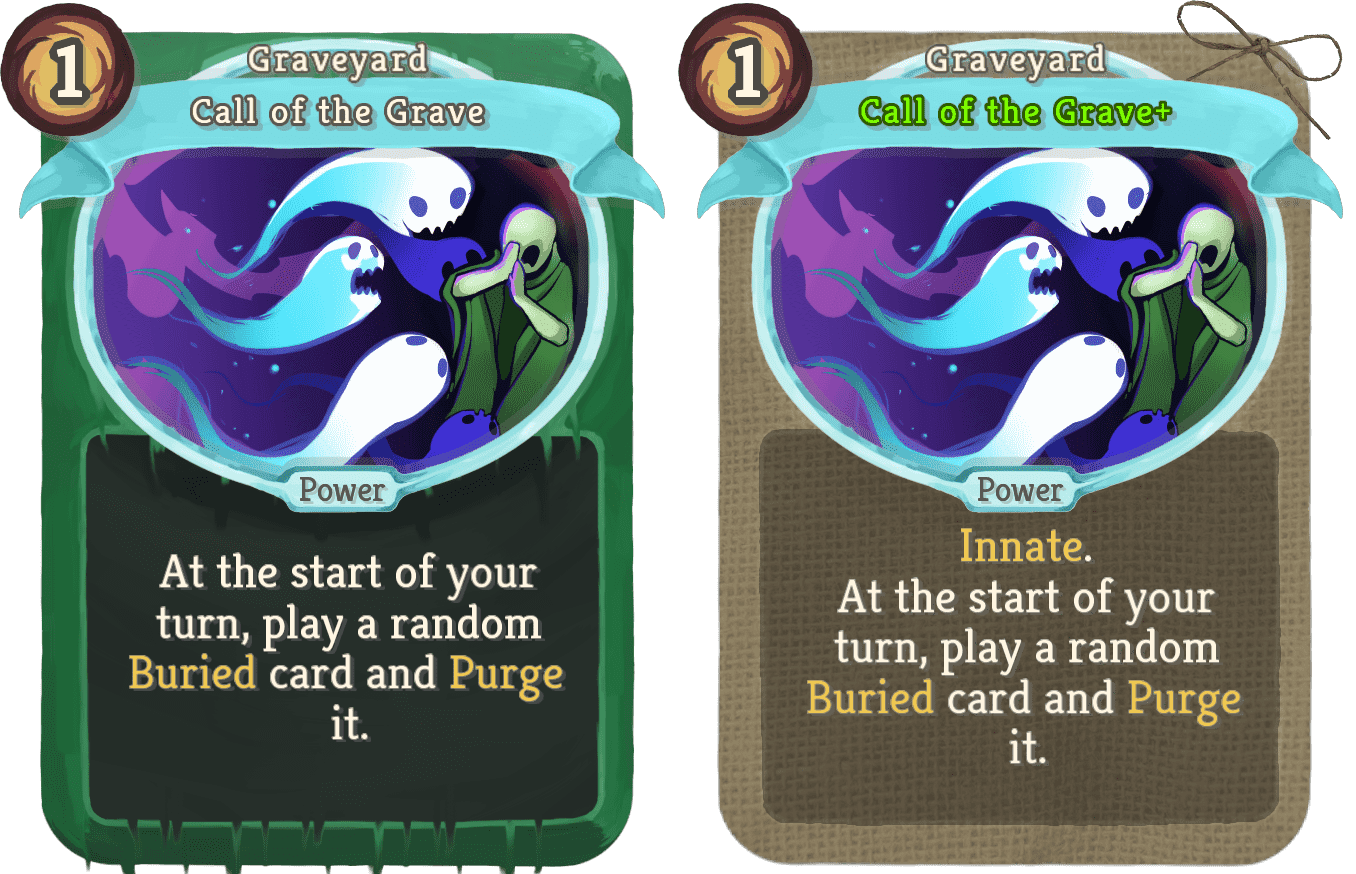 1
Graveyard
Call of the Grave
Power
At the start of your
turn, play a random
Buried card and Purge
it.
1
Graveyard
Call of the Grave+
Power
Innate.
At the start of your
turn, play a random
Buried card and Purge
it.